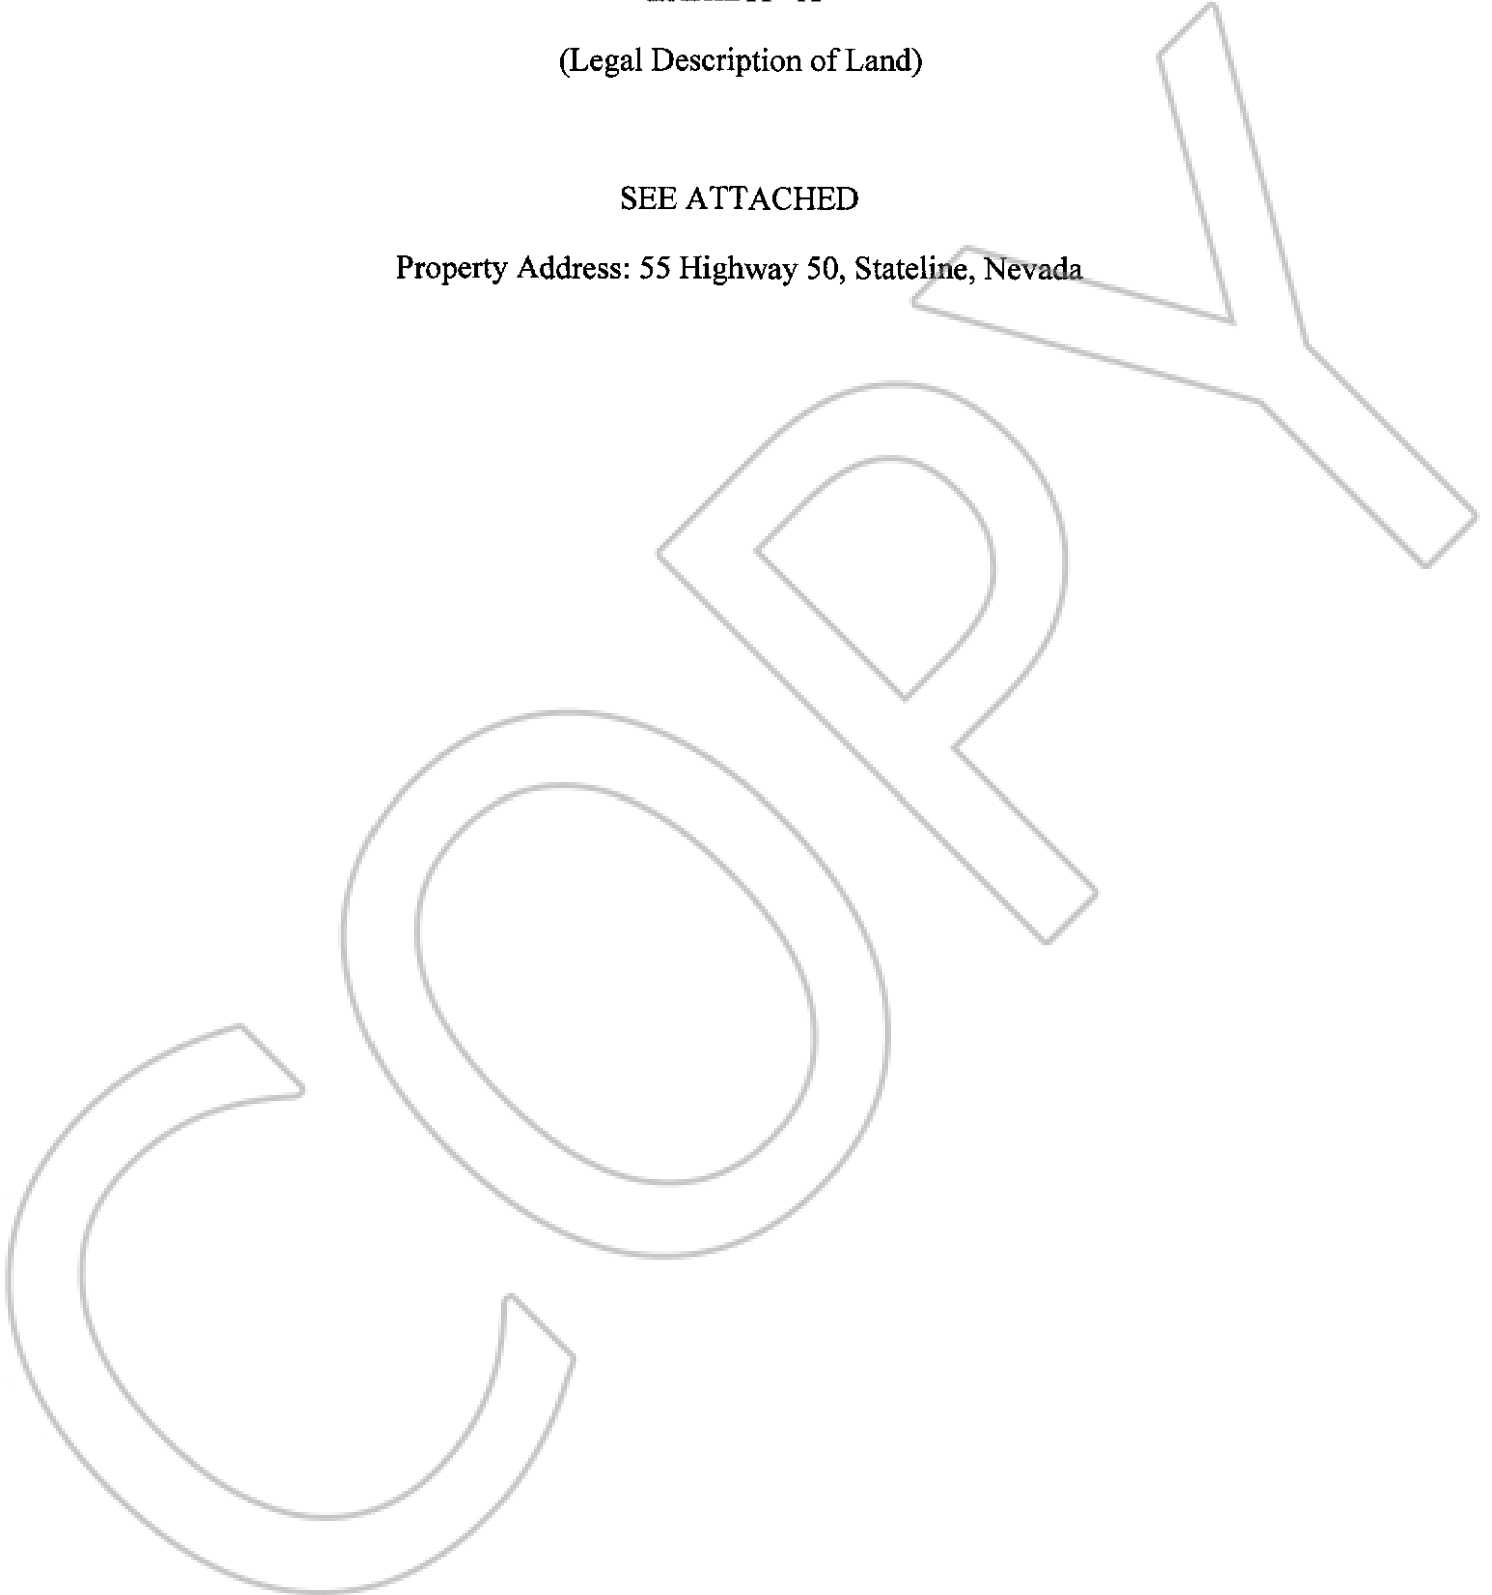 (Legal Description of Land)
SEE ATTACHED
Property Address: 55 Highway 50, Stateline, Nevada
COPY